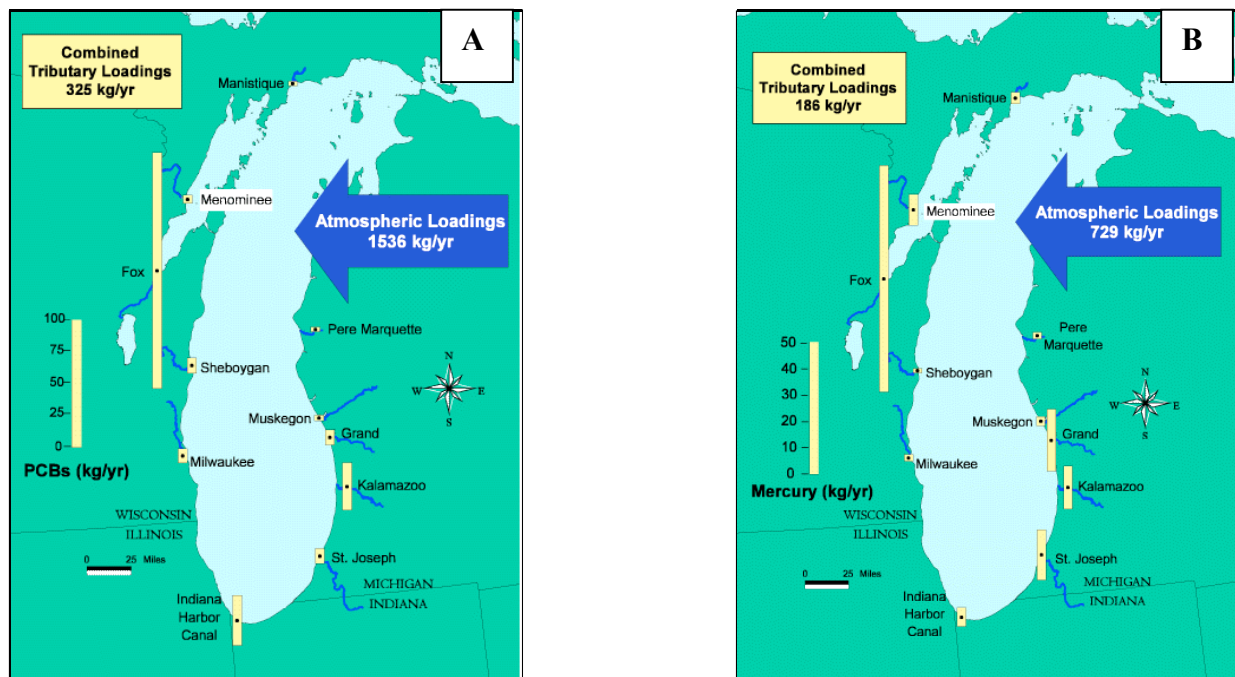 A
Combined
Tributary Loadings
325 kg/yr
Manistique
Menominee
Atmospheric Loadings
1536 kg/yr
Fox
100
75
50
25
0
PCBs (kg/yr)
Pere Marquette
Sheboygan
N
W
E
S
Muskegon
Grand
Milwaukee
Kalamazoo
WISCONSIN
ILLINOIS
0 25 Miles
St. Joseph
MICHIGAN
INDIANA
Indiana
Harbor
Canal
B
Combined
Tributary Loadings
186 kg/yr
Manistique
Menominee
Atmospheric Loadings
729 kg/yr
Fox
50
40
30
20
10
0
Mercury (kg/yr)
Pere
Marquette
Sheboygan
N
W
E
S
Muskegon
Grand
Milwaukee
Kalamazoo
WISCONSIN
ILLINOIS
0 25 Miles
St. Joseph
MICHIGAN
INDIANA
Indiana
Harbor
Canal